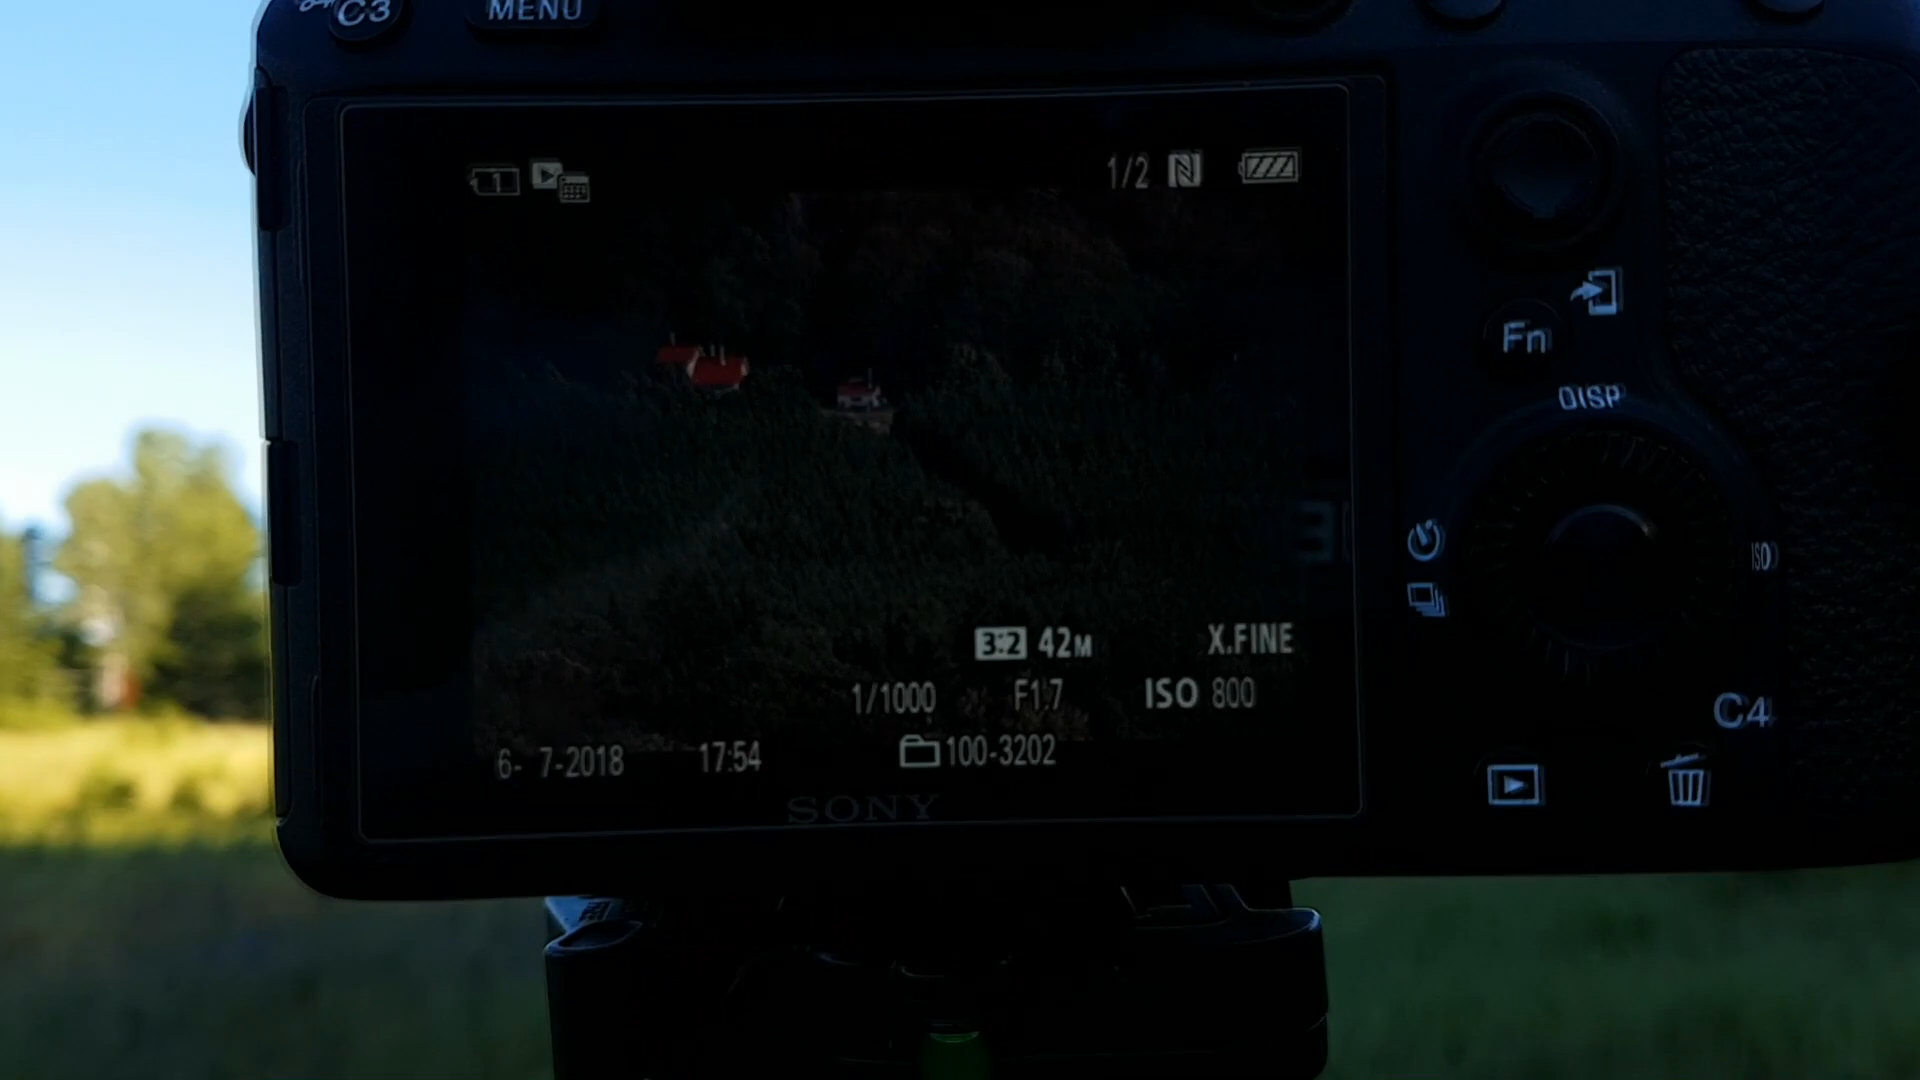 C3 MENU
1 1/2 N
Fn
DISP
ISO
3:2 42M X.FINE
1/1000 F1.7 ISO 800
C4
6- 7-2018 17:54 100-3202
SONY